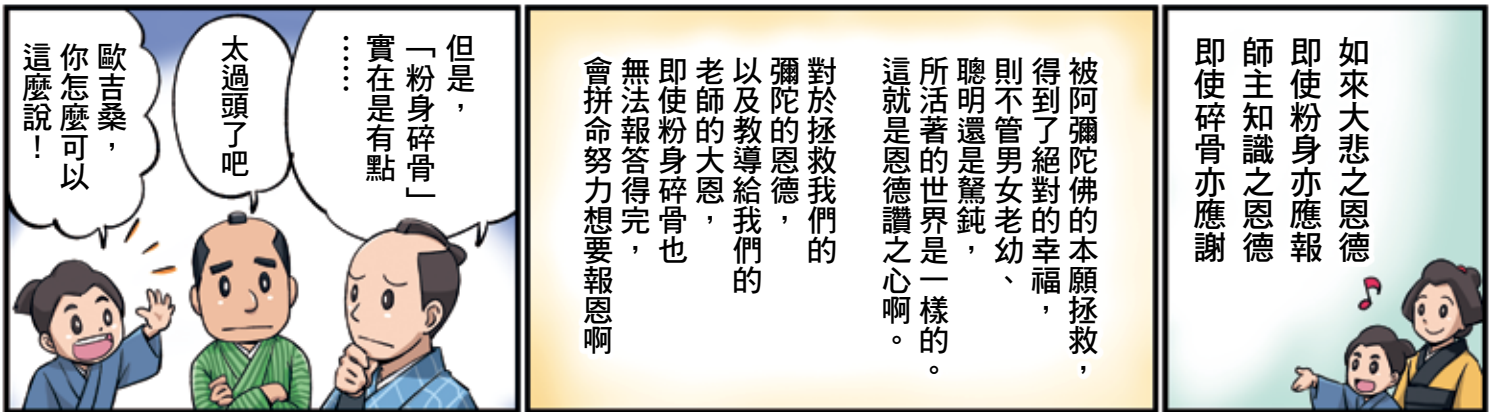 如來大悲之恩德
即使粉身亦應報
師主知識之恩德
即使碎骨亦應謝
被阿彌陀佛的本願拯救，
得到了絕對的幸福，
則不管男女老幼、
聰明還是駑鈍，
所活著的世界是一樣的。
這就是恩德讚之心啊。
對於拯救我們的
彌陀的恩德，
以及教導給我們的
老師的大恩，
即使粉身碎骨也
無法報答得完，
會拼命努力想要報恩啊
但是，
「粉身碎骨」
實在是有點
……
太過頭了吧
歐吉桑，
你怎麼可以
這麼說！